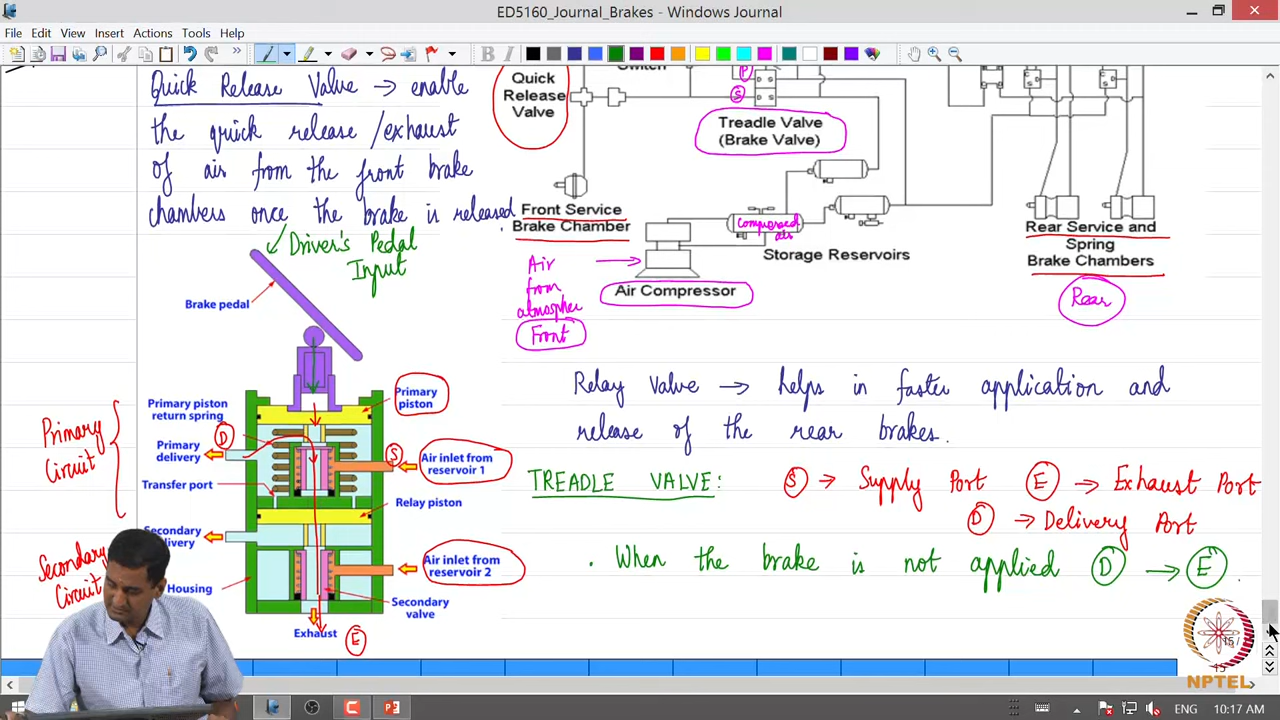 ED5160_Journal_Brakes - Windows Journal
File Edit View Insert Actions Tools Help
Quick Release Valve → enable
the quick release /exhaust
of air from the front brake
chambers once the brake is released
Driver's Pedal
Input
Brake pedal
Primary
piston
Primary piston
return spring
D
Primary
delivery
S
Air inlet from
reservoir 1
Transfer port
Relay piston
Secondary
delivery
Air inlet from
reservoir 2
Housing
Secondary
valve
Exhaust E
Primary
Circuit
Secondary
Circuit
Quick
Release
Valve
Switch
P
S
Treadle Valve
(Brake Valve)
Front Service
Brake Chamber
Compressed
air
Storage Reservoirs
Air
from
atmosphere
Front
Air Compressor
Rear Service and
Spring
Brake Chambers
Rear
Relay Valve → helps in faster application and
release of the rear brakes.
TREADLE VALVE: S → Supply Port E → Exhaust Port
D → Delivery Port
. When the brake is not applied D → E .
NPTEL
ENG 10:17 AM